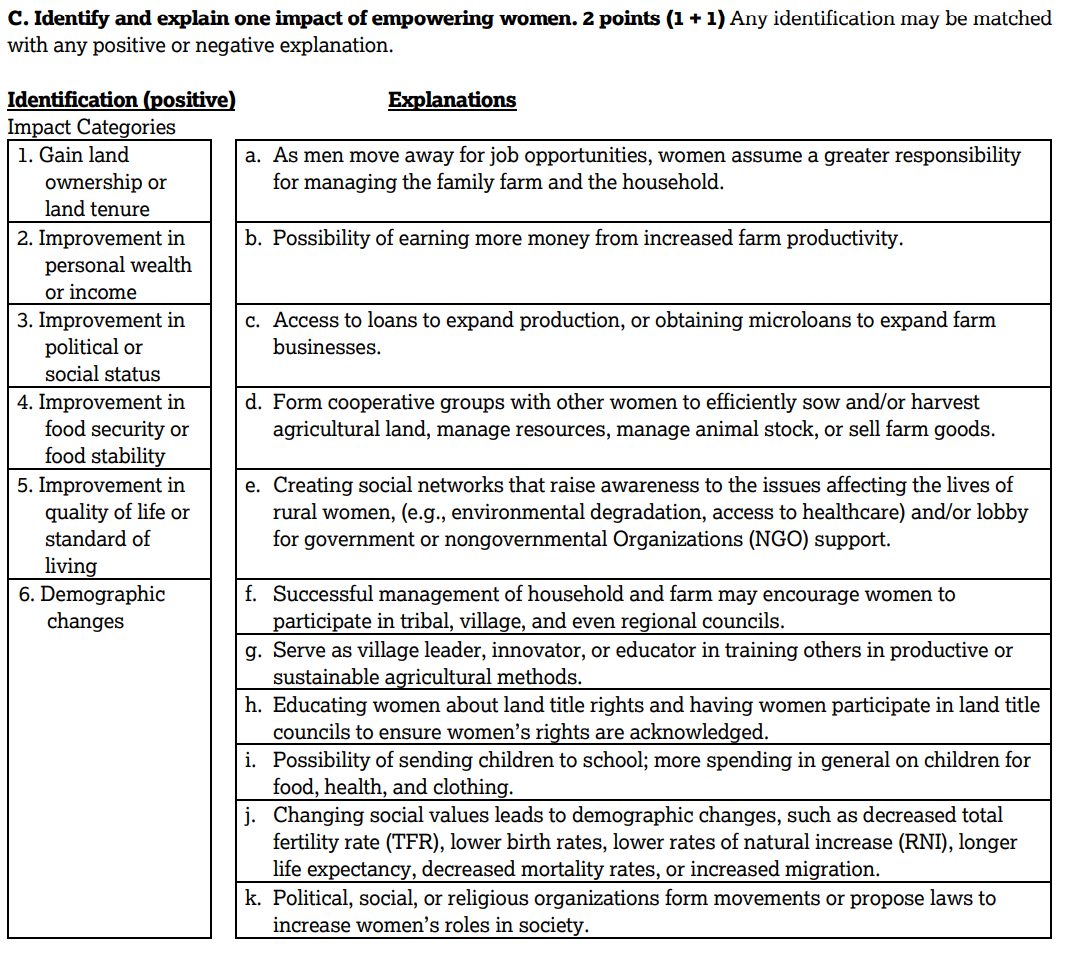 C. Identify and explain one impact of empowering women. 2 points (1 + 1) Any identification may be matched
with any positive or negative explanation.
Identification (positive)
Explanations
Impact Categories
1. Gain land
ownership or
land tenure
2. Improvement in
personal wealth
or income
3. Improvement in
political or
social status
4. Improvement in
food security or
food stability
5. Improvement in
quality of life or
standard of
living
6. Demographic
changes
a. As men move away for job opportunities, women assume a greater responsibility
for managing the family farm and the household.
b. Possibility of earning more money from increased farm productivity.
c. Access to loans to expand production, or obtaining microloans to expand farm
businesses.
d. Form cooperative groups with other women to efficiently sow and/or harvest
agricultural land, manage resources, manage animal stock, or sell farm goods.
e. Creating social networks that raise awareness to the issues affecting the lives of
rural women, (e.g., environmental degradation, access to healthcare) and/or lobby
for government or nongovernmental Organizations (NGO) support.
f. Successful management of household and farm may encourage women to
participate in tribal, village, and even regional councils.
g. Serve as village leader, innovator, or educator in training others in productive or
sustainable agricultural methods.
h. Educating women about land title rights and having women participate in land title
councils to ensure women’s rights are acknowledged.
i. Possibility of sending children to school; more spending in general on children for
food, health, and clothing.
j. Changing social values leads to demographic changes, such as decreased total
fertility rate (TFR), lower birth rates, lower rates of natural increase (RNI), longer
life expectancy, decreased mortality rates, or increased migration.
k. Political, social, or religious organizations form movements or propose laws to
increase women’s roles in society.